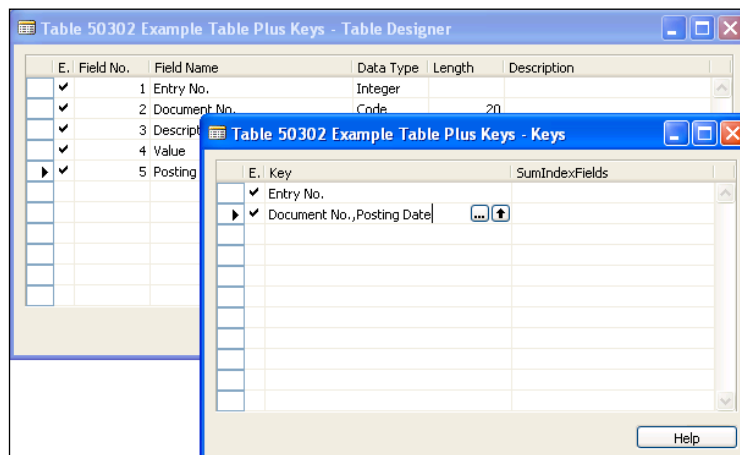 Table 50302 Example Table Plus Keys - Table Designer
E. Field No. Field Name Data Type Length Description
1 Entry No. Integer
2 Document No. Code 20
3 Descript
4 Value
5 Posting
Table 50302 Example Table Plus Keys - Keys
E. Key SumIndexFields
Entry No.
Document No.,Posting Date ...
Help